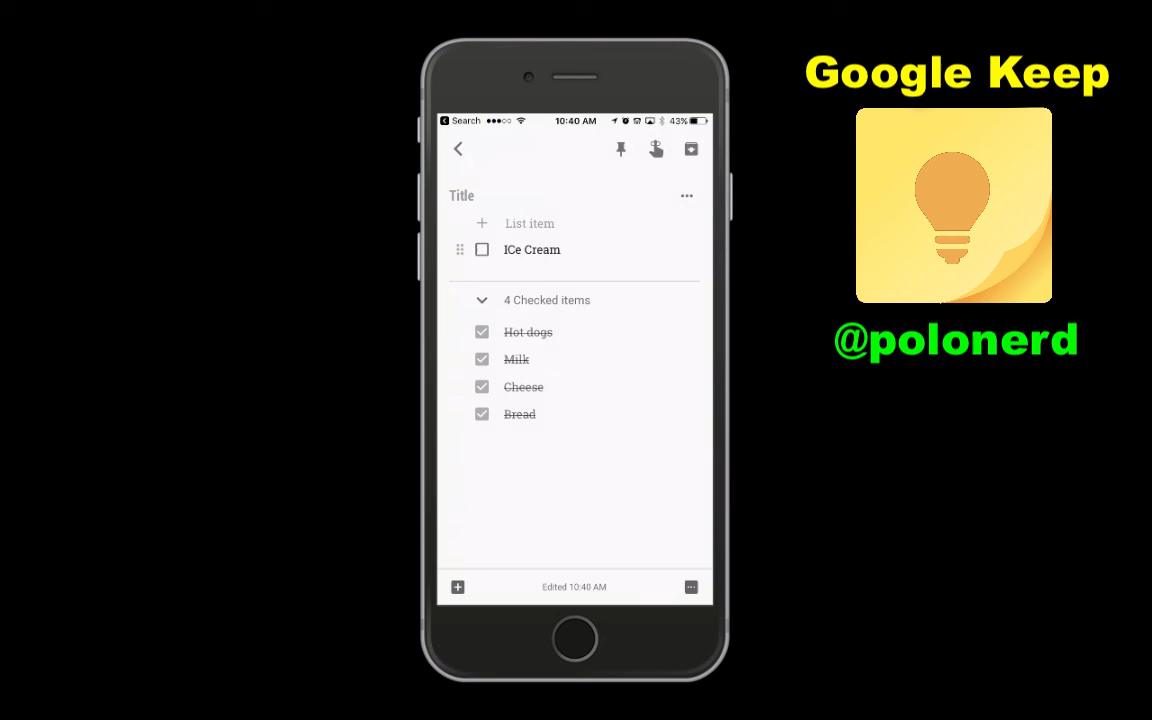 Google Keep
@polonerd
Search 10:40 AM 43%
Title
List item
ICe Cream
4 Checked items
Hot dogs
Milk
Cheese
Bread
Edited 10:40 AM